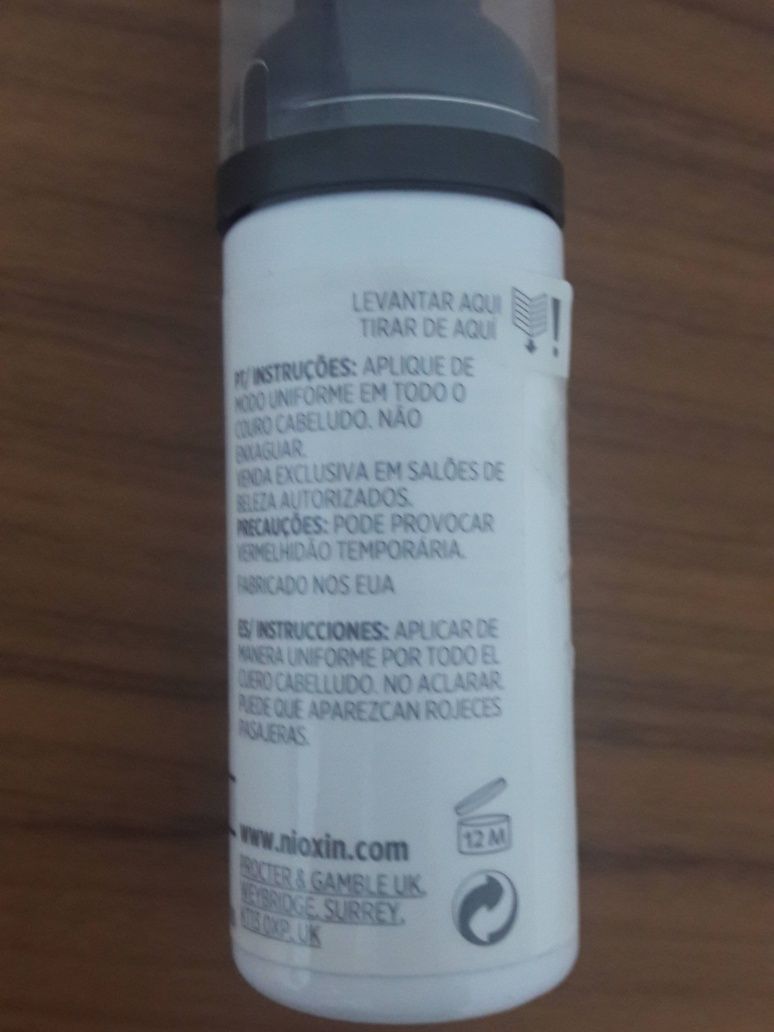 LEVANTAR AQUI
TIRAR DE AQUÍ
PT/ INSTRUÇÕES: APLIQUE DE
MODO UNIFORME EM TODO O
COURO CABELUDO. NÃO
ENXAGUAR.
VENDA EXCLUSIVA EM SALÕES DE
BELEZA AUTORIZADOS.
PRECAUÇÕES: PODE PROVOCAR
VERMELHIDÃO TEMPORÁRIA.
FABRICADO NOS EUA
ES/ INSTRUCCIONES: APLICAR DE
MANERA UNIFORME POR TODO EL
CUERO CABELLUDO. NO ACLARAR.
PUEDE QUE APAREZCAN ROJECES
PASAJERAS.
12 M
www.nioxin.com
PROCTER & GAMBLE UK,
WEYBRIDGE, SURREY,
KT13 0XP, UK